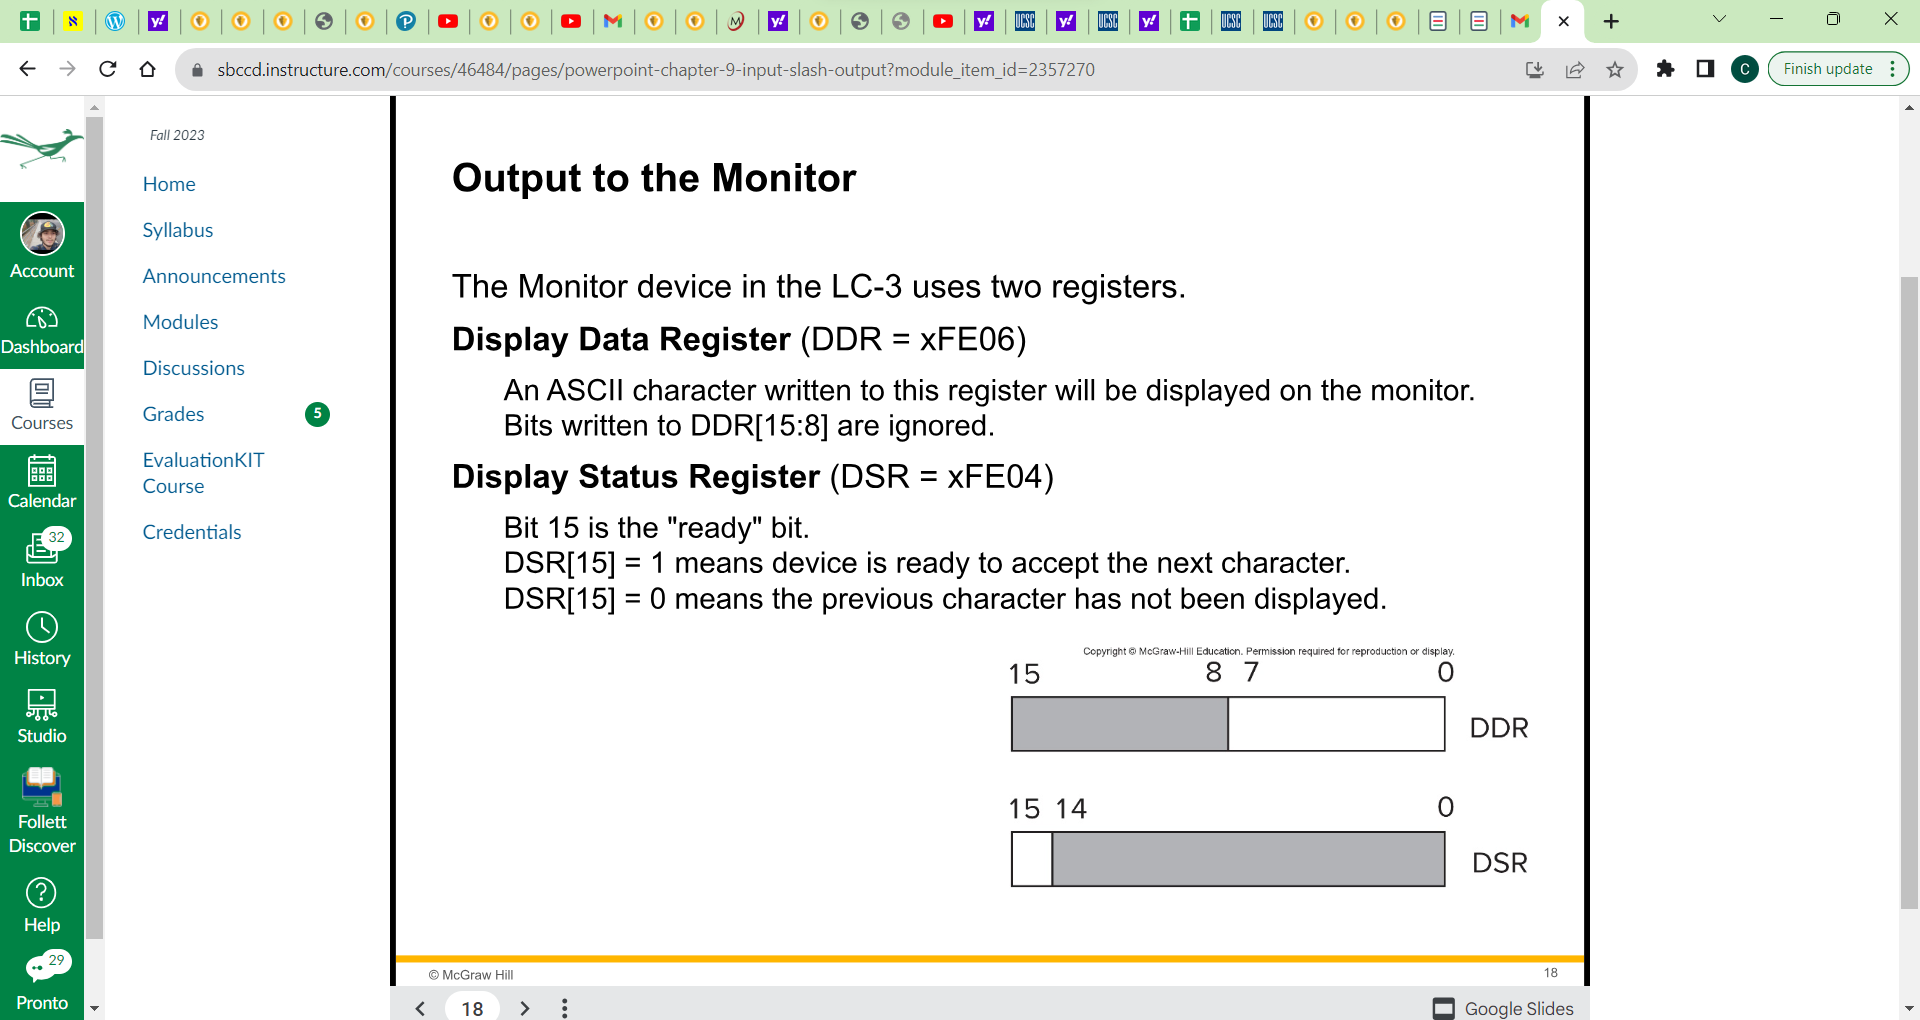 sbccd.instructure.com/courses/46484/pages/powerpoint-chapter-9-input-slash-output?module_item_id=2357270
C
Finish update
Account
Dashboard
Courses
Calendar
32
Inbox
History
Studio
Follett
Discover
Help
29
Pronto
Fall 2023
Home
Syllabus
Announcements
Modules
Discussions
Grades
5
EvaluationKIT
Course
Credentials
Output to the Monitor
The Monitor device in the LC-3 uses two registers.
Display Data Register (DDR = xFE06)
An ASCII character written to this register will be displayed on the monitor.
Bits written to DDR[15:8] are ignored.
Display Status Register (DSR = xFE04)
Bit 15 is the "ready" bit.
DSR[15] = 1 means device is ready to accept the next character.
DSR[15] = 0 means the previous character has not been displayed.
Copyright © McGraw-Hill Education. Permission required for reproduction or display.
15 8 7 0
DDR
15 14 0
DSR
© McGraw Hill
18
18
Google Slides